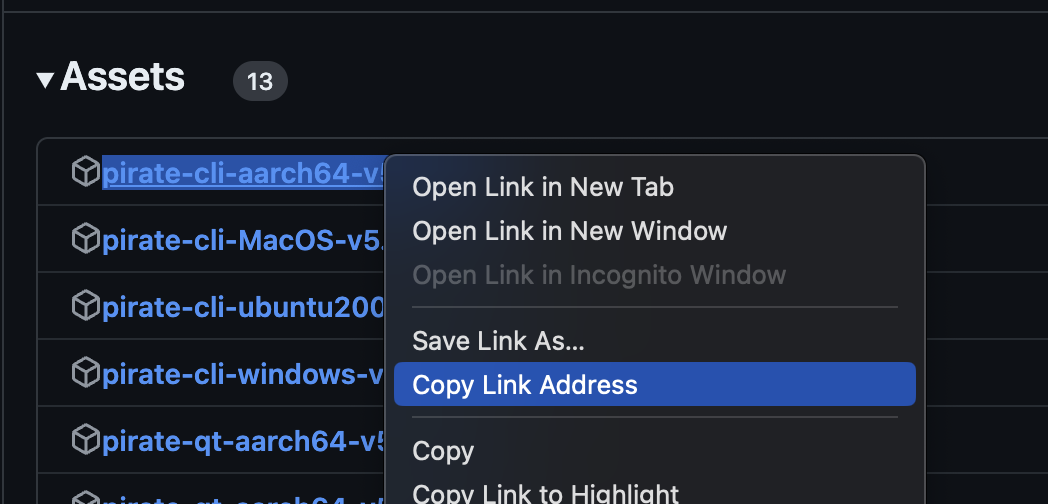 Assets 13
pirate-cli-aarch64-v5
Open Link in New Tab
pirate-cli-MacOS-v5.
Open Link in New Window
Open Link in Incognito Window
pirate-cli-ubuntu200
Save Link As...
pirate-cli-windows-v
Copy Link Address
pirate-qt-aarch64-v5
Copy
Copy Link to Highlight